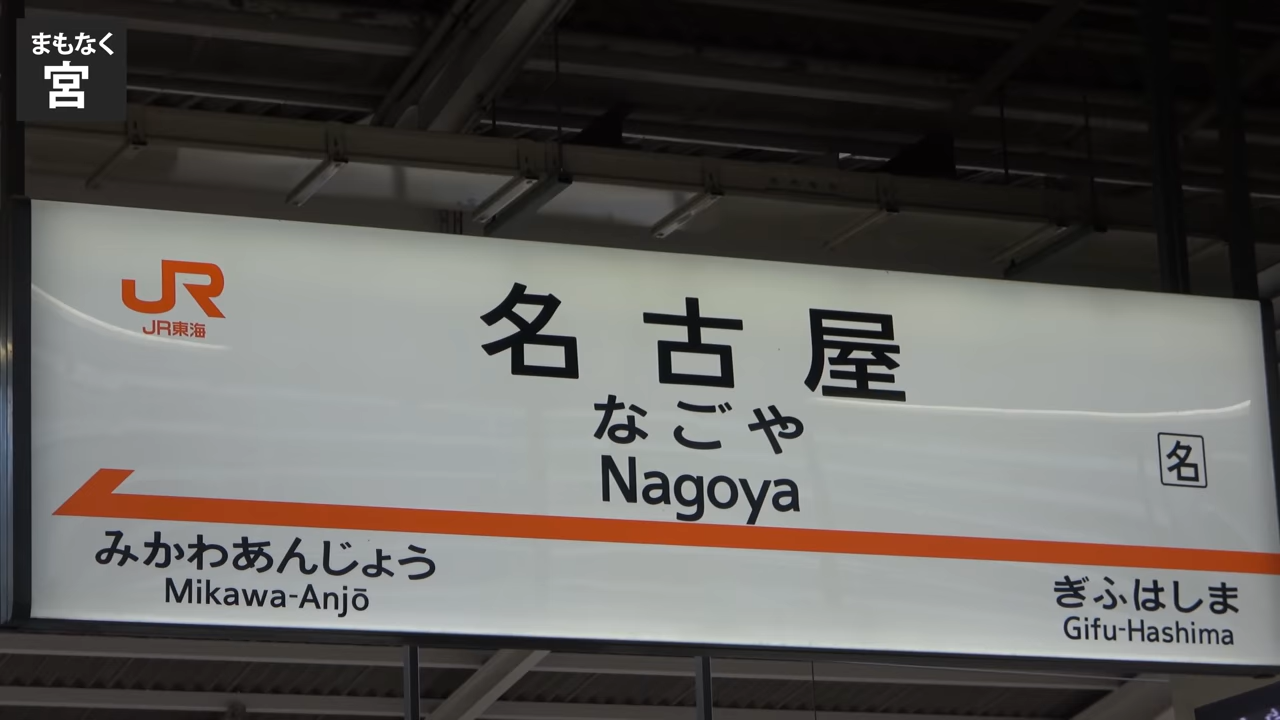 まもなく
宮
JR
JR東海
名古屋
なごや
Nagoya
名
みかわあんじょう
Mikawa-Anjō
ぎふはしま
Gifu-Hashima